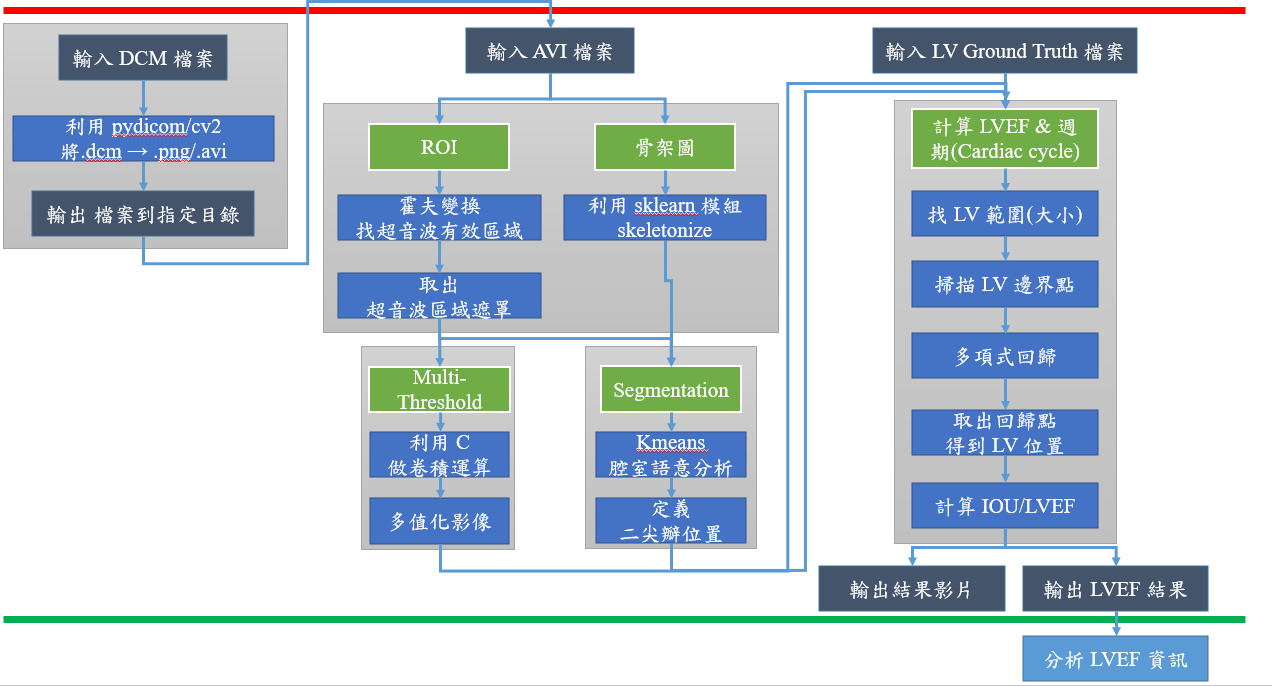 輸入 DCM 檔案
利用 pydicom/cv2
將.dcm → .png/.avi
輸出 檔案到指定目錄
輸入 AVI 檔案
ROI
霍夫變換
找超音波有效區域
取出
超音波區域遮罩
骨架圖
利用 sklearn 模組
skeletonize
Multi-
Threshold
利用 C
做卷積運算
多值化影像
Segmentation
Kmeans
腔室語意分析
定義
二尖瓣位置
輸入 LV Ground Truth 檔案
計算 LVEF & 週
期(Cardiac cycle)
找 LV 範圍(大小)
掃描 LV 邊界點
多項式回歸
取出回歸點
得到 LV 位置
計算 IOU/LVEF
輸出結果影片
輸出 LVEF 結果
分析 LVEF 資訊